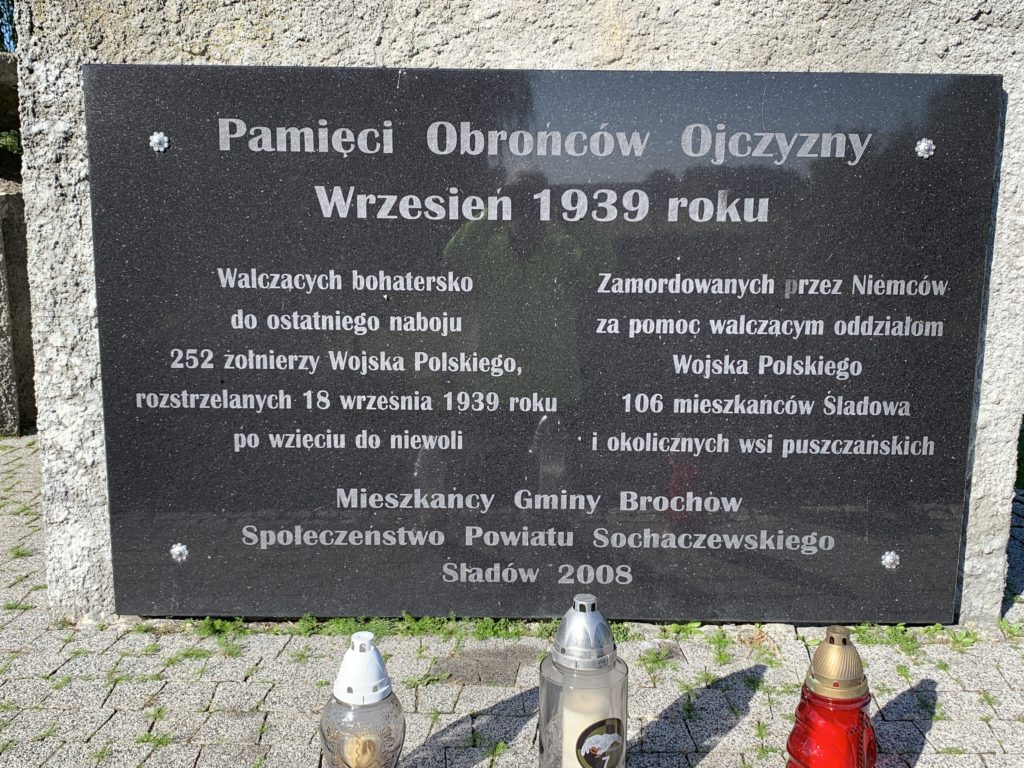 Pamięci Obrońców Ojczyzny
Wrzesień 1939 roku
Walczących bohatersko
do ostatniego naboju
252 żołnierzy Wojska Polskiego,
rozstrzelanych 18 września 1939 roku
po wzięciu do niewoli
Zamordowanych przez Niemców
za pomoc walczącym oddziałom
Wojska Polskiego
106 mieszkańców Śladowa
i okolicznych wsi puszczańskich
Mieszkańcy Gminy Brochów
Społeczeństwo Powiatu Sochaczewskiego
Śladów 2008
7